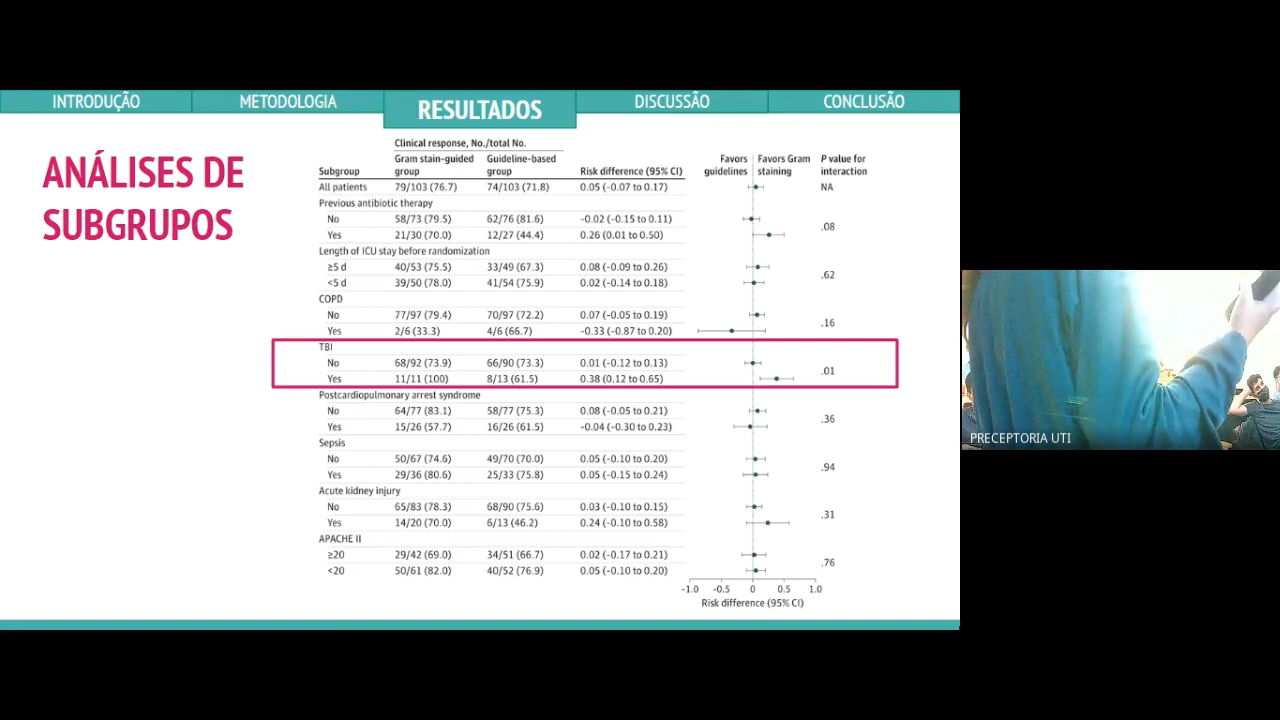 INTRODUÇÃO METODOLOGIA RESULTADOS DISCUSSÃO CONCLUSÃO
ANÁLISES DE
SUBGRUPOS
Clinical response, No./total No.
Subgroup Gram stain-guided group Guideline-based group Risk difference (95% CI) Favors guidelines Favors Gram staining P value for interaction
All patients 79/103 (76.7) 74/103 (71.8) 0.05 (-0.07 to 0.17) NA
Previous antibiotic therapy .08
No 58/73 (79.5) 62/76 (81.6) -0.02 (-0.15 to 0.11)
Yes 21/30 (70.0) 12/27 (44.4) 0.26 (0.01 to 0.50)
Length of ICU stay before randomization .62
≥5 d 40/53 (75.5) 33/49 (67.3) 0.08 (-0.09 to 0.26)
<5 d 39/50 (78.0) 41/54 (75.9) 0.02 (-0.14 to 0.18)
COPD .16
No 77/97 (79.4) 70/97 (72.2) 0.07 (-0.05 to 0.19)
Yes 2/6 (33.3) 4/6 (66.7) -0.33 (-0.87 to 0.20)
TBI .01
No 68/92 (73.9) 66/90 (73.3) 0.01 (-0.12 to 0.13)
Yes 11/11 (100) 8/13 (61.5) 0.38 (0.12 to 0.65)
Postcardiopulmonary arrest syndrome .36
No 64/77 (83.1) 58/77 (75.3) 0.08 (-0.05 to 0.21)
Yes 15/26 (57.7) 16/26 (61.5) -0.04 (-0.30 to 0.23)
Sepsis .94
No 50/67 (74.6) 49/70 (70.0) 0.05 (-0.10 to 0.20)
Yes 29/36 (80.6) 25/33 (75.8) 0.05 (-0.15 to 0.24)
Acute kidney injury .31
No 65/83 (78.3) 68/90 (75.6) 0.03 (-0.10 to 0.15)
Yes 14/20 (70.0) 6/13 (46.2) 0.24 (-0.10 to 0.58)
APACHE II .76
≥20 29/42 (69.0) 34/51 (66.7) 0.02 (-0.17 to 0.21)
<20 50/61 (82.0) 40/52 (76.9) 0.05 (-0.10 to 0.20)
-1.0 -0.5 0 0.5 1.0
Risk difference (95% CI)
PRECEPTORIA UTI